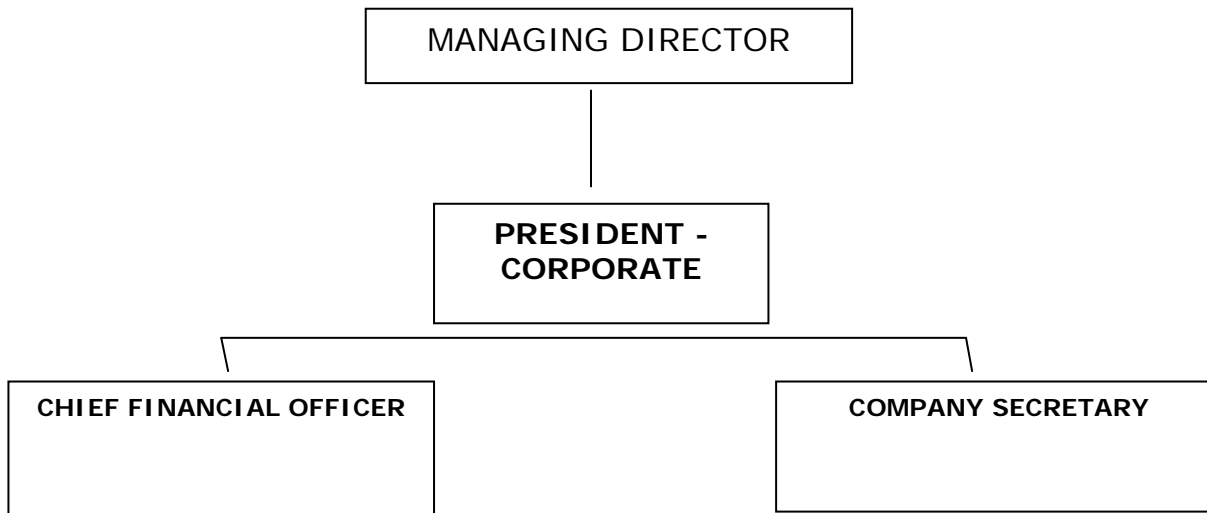 MANAGING DIRECTOR
PRESIDENT -
CORPORATE
CHIEF FINANCIAL OFFICER
COMPANY SECRETARY